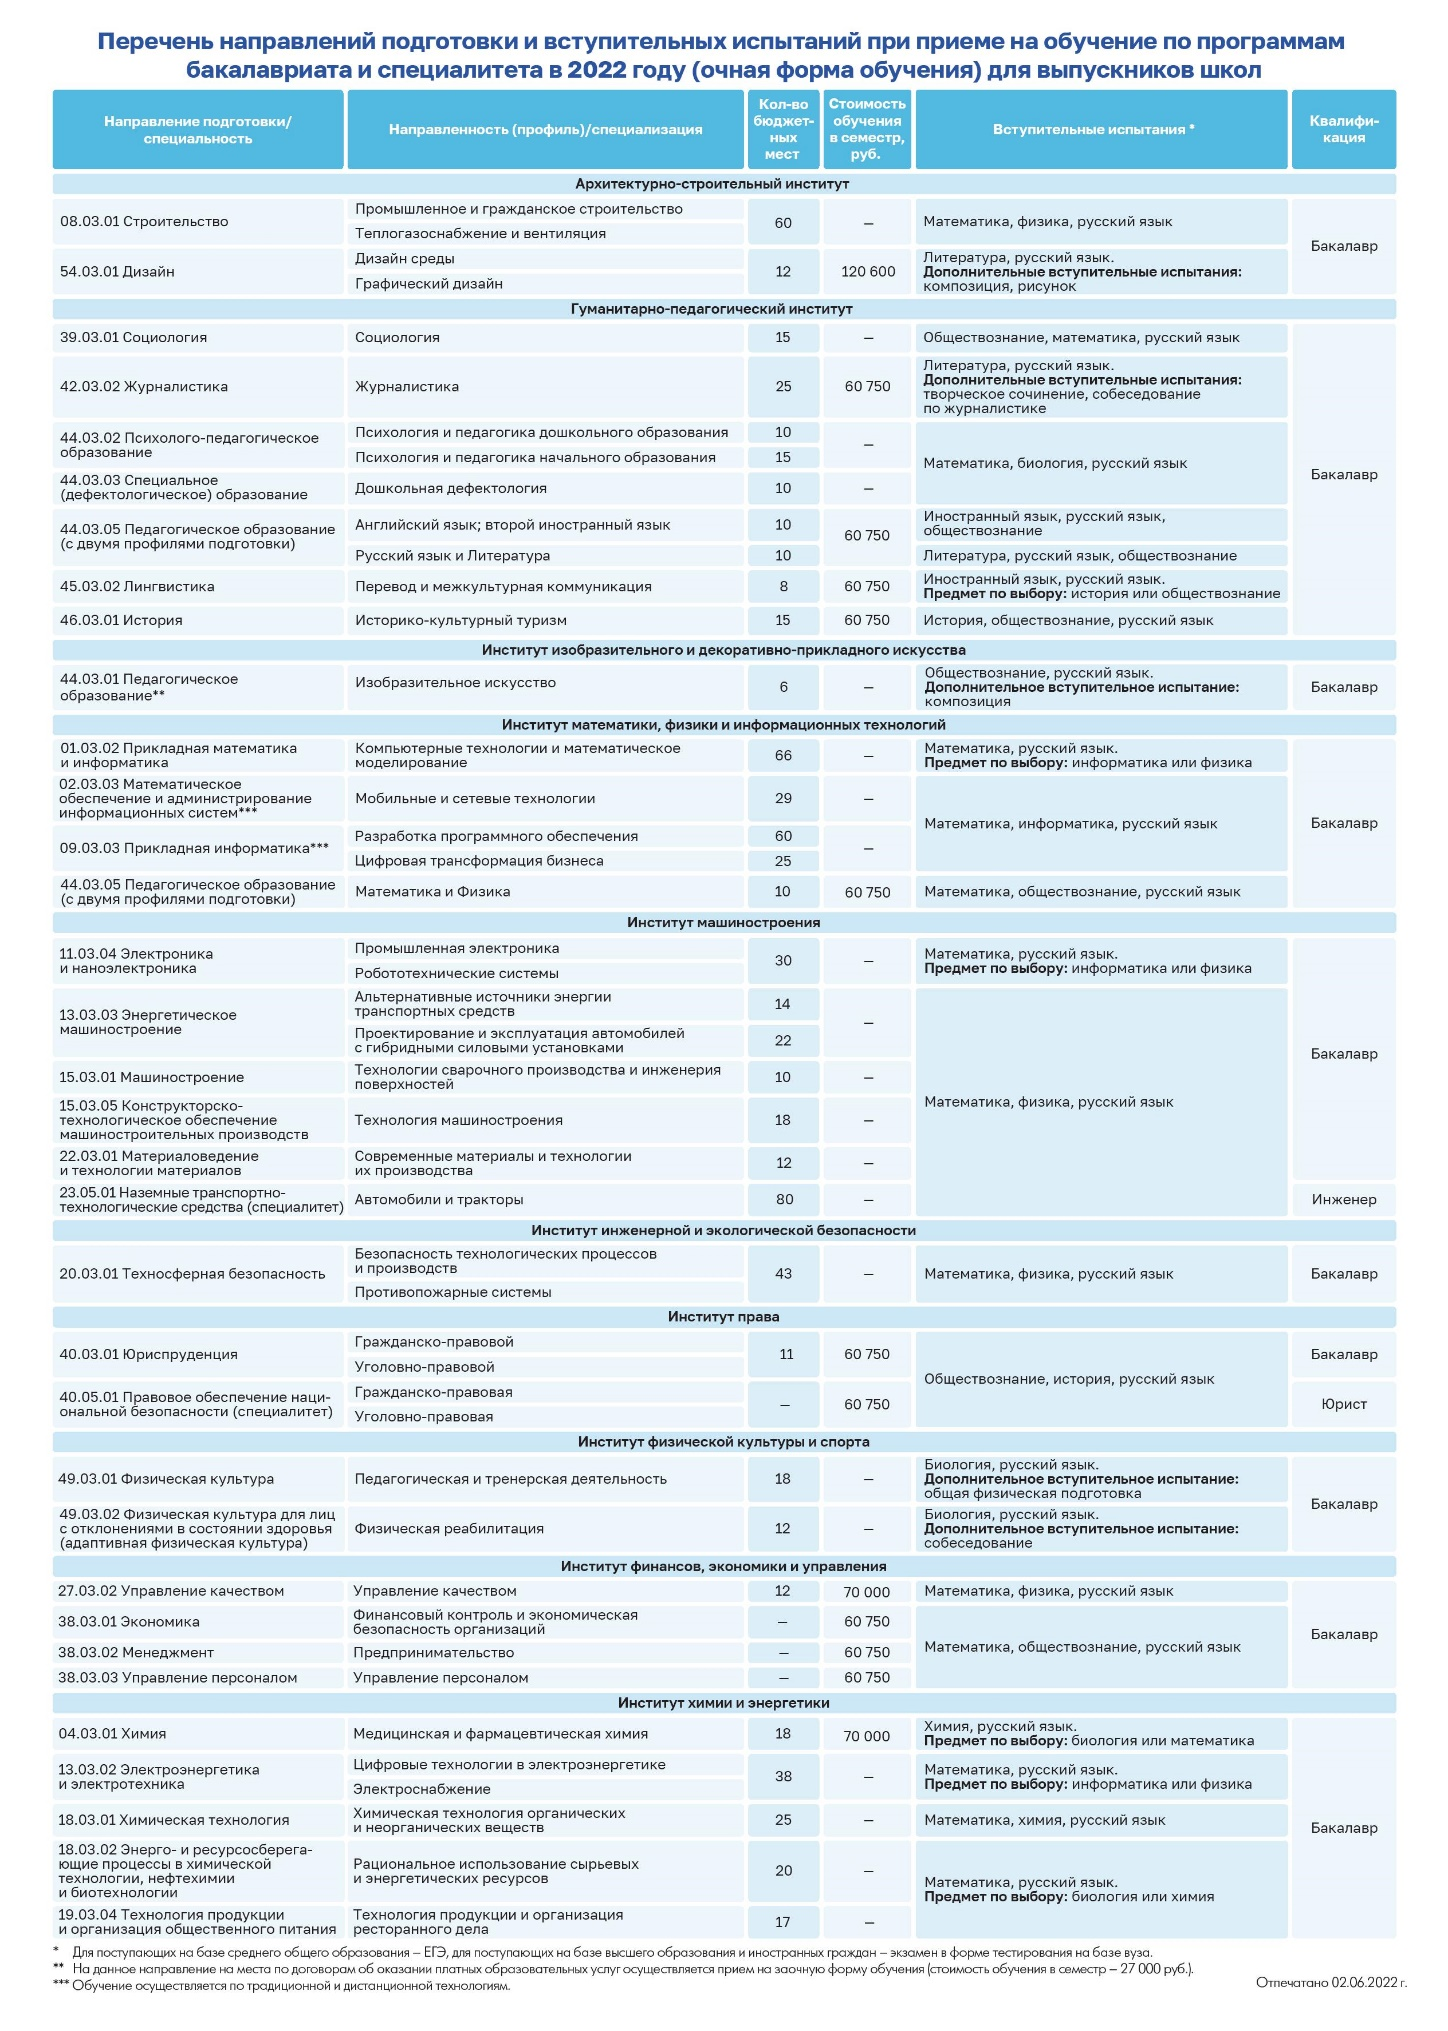 Перечень направлений подготовки и вступительных испытаний при приеме на обучение по программам
бакалавриата и специалитета в 2022 году (очная форма обучения) для выпускников школ
Направление подготовки/
специальность
Направленность (профиль)/специализация
Кол-во
бюджет-
ных
мест
Стоимость
обучения
в семестр,
руб.
Вступительные испытания *
Квалифи-
кация
Архитектурно-строительный институт
08.03.01 Строительство
Промышленное и гражданское строительство
Теплогазоснабжение и вентиляция
60
—
Математика, физика, русский язык
Бакалавр
54.03.01 Дизайн
Дизайн среды
Графический дизайн
12
120 600
Литература, русский язык.
Дополнительные вступительные испытания:
композиция, рисунок
Гуманитарно-педагогический институт
39.03.01 Социология
Социология
15
—
Обществознание, математика, русский язык
Бакалавр
42.03.02 Журналистика
Журналистика
25
60 750
Литература, русский язык.
Дополнительные вступительные испытания:
творческое сочинение, собеседование
по журналистике
44.03.02 Психолого-педагогическое
образование
Психология и педагогика дошкольного образования
10
—
Психология и педагогика начального образования
15
Математика, биология, русский язык
44.03.03 Специальное
(дефектологическое) образование
Дошкольная дефектология
10
—
44.03.05 Педагогическое образование
(с двумя профилями подготовки)
Английский язык; второй иностранный язык
10
60 750
Иностранный язык, русский язык,
обществознание
Русский язык и Литература
10
Литература, русский язык, обществознание
45.03.02 Лингвистика
Перевод и межкультурная коммуникация
8
60 750
Иностранный язык, русский язык.
Предмет по выбору: история или обществознание
46.03.01 История
Историко-культурный туризм
15
60 750
История, обществознание, русский язык
Институт изобразительного и декоративно-прикладного искусства
44.03.01 Педагогическое
образование**
Изобразительное искусство
6
—
Обществознание, русский язык.
Дополнительное вступительное испытание:
композиция
Бакалавр
Институт математики, физики и информационных технологий
01.03.02 Прикладная математика
и информатика
Компьютерные технологии и математическое
моделирование
66
—
Математика, русский язык.
Предмет по выбору: информатика или физика
Бакалавр
02.03.03 Математическое
обеспечение и администрирование
информационных систем***
Мобильные и сетевые технологии
29
—
Математика, информатика, русский язык
09.03.03 Прикладная информатика***
Разработка программного обеспечения
60
—
Цифровая трансформация бизнеса
25
44.03.05 Педагогическое образование
(с двумя профилями подготовки)
Математика и Физика
10
60 750
Математика, обществознание, русский язык
Институт машиностроения
11.03.04 Электроника
и наноэлектроника
Промышленная электроника
Робототехнические системы
30
—
Математика, русский язык.
Предмет по выбору: информатика или физика
Бакалавр
13.03.03 Энергетическое
машиностроение
Альтернативные источники энергии
транспортных средств
14
—
Проектирование и эксплуатация автомобилей
с гибридными силовыми установками
22
Математика, физика, русский язык
15.03.01 Машиностроение
Технологии сварочного производства и инженерия
поверхностей
10
—
15.03.05 Конструкторско-
технологическое обеспечение
машиностроительных производств
Технология машиностроения
18
—
22.03.01 Материаловедение
и технологии материалов
Современные материалы и технологии
их производства
12
—
23.05.01 Наземные транспортно-
технологические средства (специалитет)
Автомобили и тракторы
80
—
Инженер
Институт инженерной и экологической безопасности
20.03.01 Техносферная безопасность
Безопасность технологических процессов
и производств
Противопожарные системы
43
—
Математика, физика, русский язык
Бакалавр
Институт права
40.03.01 Юриспруденция
Гражданско-правовой
Уголовно-правовой
11
60 750
Обществознание, история, русский язык
Бакалавр
40.05.01 Правовое обеспечение наци-
ональной безопасности (специалитет)
Гражданско-правовая
Уголовно-правовая
—
60 750
Юрист
Институт физической культуры и спорта
49.03.01 Физическая культура
Педагогическая и тренерская деятельность
18
—
Биология, русский язык.
Дополнительное вступительное испытание:
общая физическая подготовка
Бакалавр
49.03.02 Физическая культура для лиц
с отклонениями в состоянии здоровья
(адаптивная физическая культура)
Физическая реабилитация
12
—
Биология, русский язык.
Дополнительное вступительное испытание:
собеседование
Институт финансов, экономики и управления
27.03.02 Управление качеством
Управление качеством
12
70 000
Математика, физика, русский язык
Бакалавр
38.03.01 Экономика
Финансовый контроль и экономическая
безопасность организаций
—
60 750
Математика, обществознание, русский язык
38.03.02 Менеджмент
Предпринимательство
—
60 750
38.03.03 Управление персоналом
Управление персоналом
—
60 750
Институт химии и энергетики
04.03.01 Химия
Медицинская и фармацевтическая химия
18
70 000
Химия, русский язык.
Предмет по выбору: биология или математика
Бакалавр
13.03.02 Электроэнергетика
и электротехника
Цифровые технологии в электроэнергетике
Электроснабжение
38
—
Математика, русский язык.
Предмет по выбору: информатика или физика
18.03.01 Химическая технология
Химическая технология органических
и неорганических веществ
25
—
Математика, химия, русский язык
18.03.02 Энерго- и ресурсосберега-
ющие процессы в химической
технологии, нефтехимии
и биотехнологии
Рациональное использование сырьевых
и энергетических ресурсов
20
—
Математика, русский язык.
Предмет по выбору: биология или химия
19.03.04 Технология продукции
и организация общественного питания
Технология продукции и организация
ресторанного дела
17
—
* Для поступающих на базе среднего общего образования – ЕГЭ, для поступающих на базе высшего образования и иностранных граждан – экзамен в форме тестирования на базе вуза.
** На данное направление на места по договорам об оказании платных образовательных услуг осуществляется прием на заочную форму обучения (стоимость обучения в семестр – 27 000 руб.).
*** Обучение осуществляется по традиционной и дистанционной технологиям.
Отпечатано 02.06.2022 г.